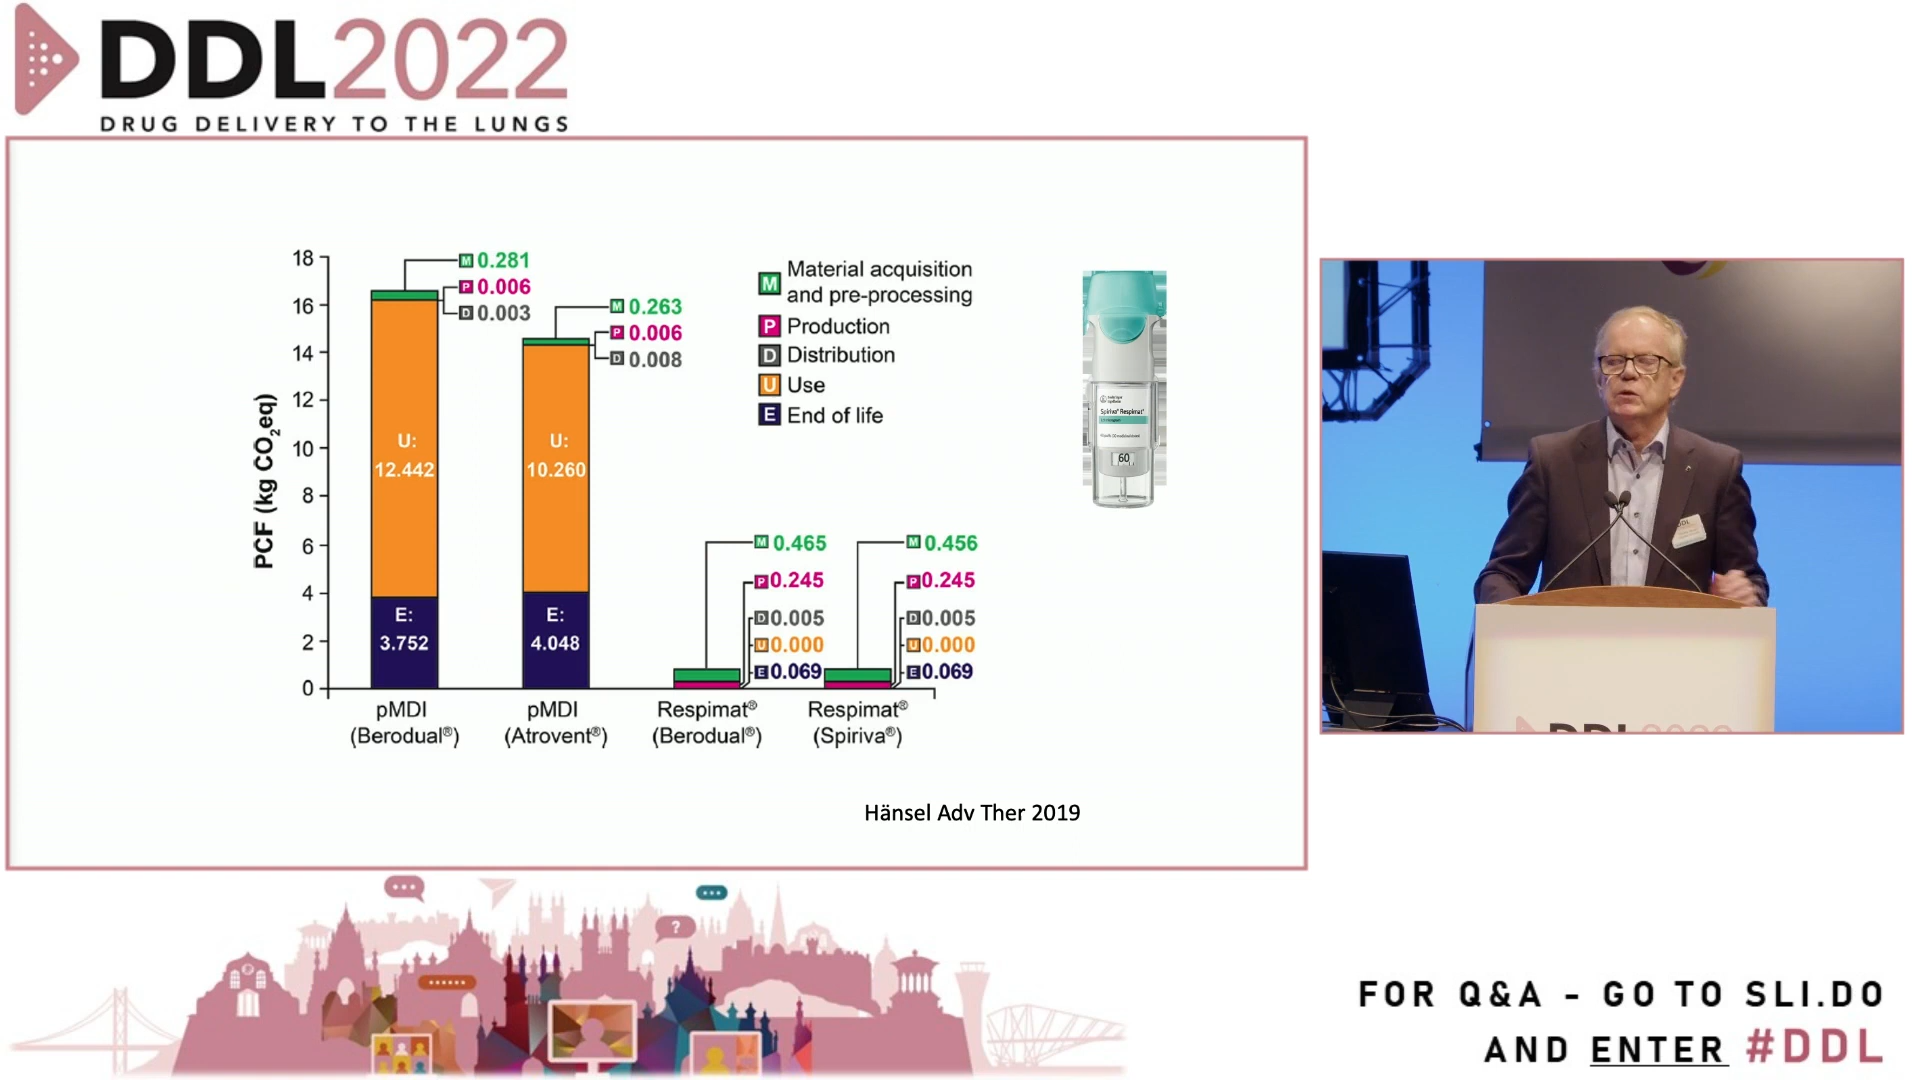 DDL2022
DRUG DELIVERY TO THE LUNGS
PCF (kg CO2eq)
18
16
14
12
10
8
6
4
2
0
M 0.281
P 0.006
D 0.003
U:
12.442
E:
3.752
M 0.263
P 0.006
D 0.008
U:
10.260
E:
4.048
M 0.465
P 0.245
D 0.005
U 0.000
E 0.069
M 0.456
P 0.245
D 0.005
U 0.000
E 0.069
pMDI
(Berodual®)
pMDI
(Atrovent®)
Respimat®
(Berodual®)
Respimat®
(Spiriva®)
M Material acquisition
and pre-processing
P Production
D Distribution
U Use
E End of life
Spiriva® Respimat®
60
Hänsel Adv Ther 2019
DDL
DDL2022
?
FOR Q&A - GO TO SLI.DO
AND ENTER #DDL